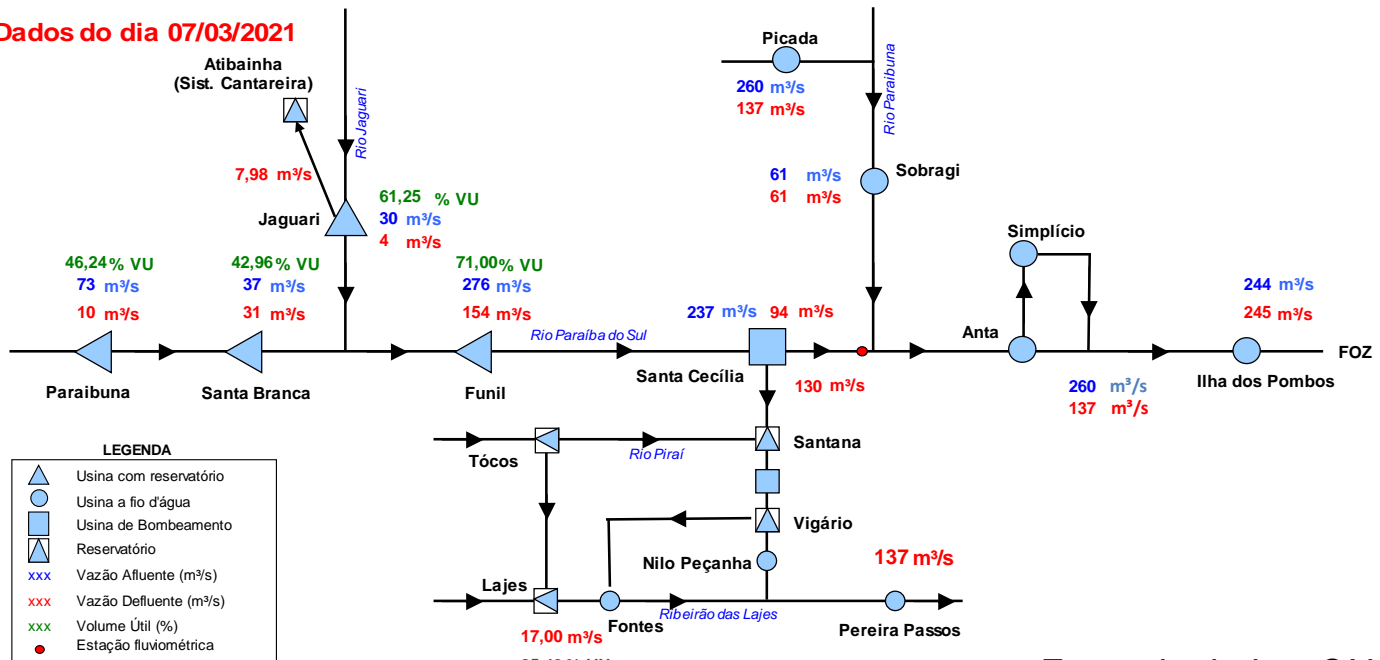 Dados do dia 07/03/2021
Atibainha
(Sist. Cantareira)
Rio Jaguari
7,98 m³/s
Jaguari
61,25 % VU
30 m³/s
4 m³/s
Picada
260 m³/s
137 m³/s
Rio Paraibuna
61 m³/s
61 m³/s
Sobragi
Simplício
46,24 % VU
73 m³/s
10 m³/s
Paraibuna
42,96 % VU
37 m³/s
31 m³/s
Santa Branca
71,00 % VU
276 m³/s
154 m³/s
Funil
Rio Paraíba do Sul
237 m³/s 94 m³/s
Santa Cecília
130 m³/s
Anta
260 m³/s
137 m³/s
244 m³/s
245 m³/s
Ilha dos Pombos
FOZ
Tócos
Rio Piraí
Santana
Vigário
Nilo Peçanha
137 m³/s
Lajes
17,00 m³/s
Fontes
Ribeirão das Lajes
Pereira Passos
LEGENDA
Usina com reservatório
Usina a fio d'água
Usina de Bombeamento
Reservatório
xxx Vazão Afluente (m³/s)
xxx Vazão Defluente (m³/s)
xxx Volume Útil (%)
Estação fluviométrica